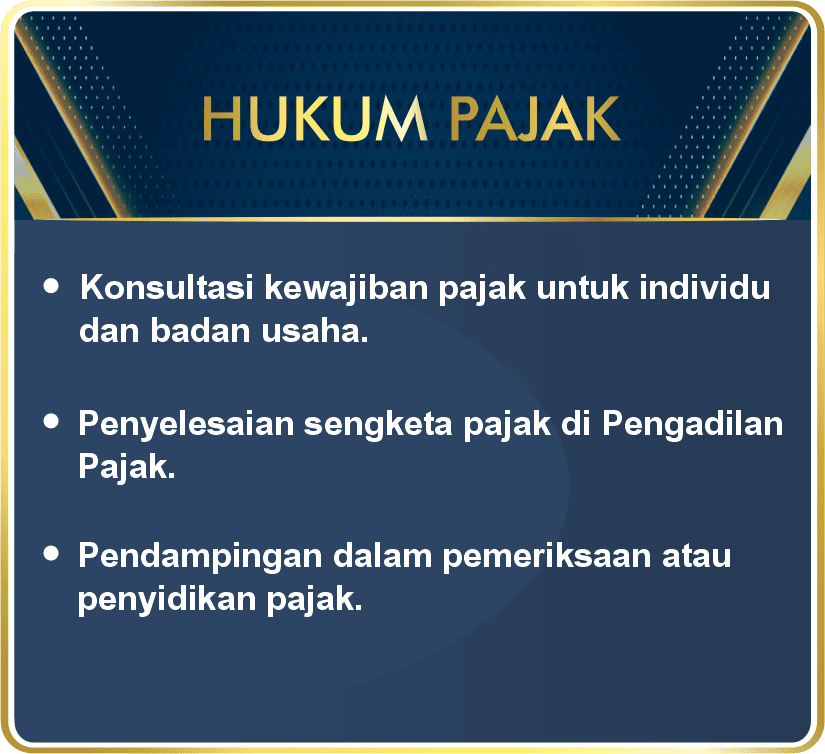 HUKUM PAJAK
• Konsultasi kewajiban pajak untuk individu
dan badan usaha.
• Penyelesaian sengketa pajak di Pengadilan
Pajak.
• Pendampingan dalam pemeriksaan atau
penyidikan pajak.